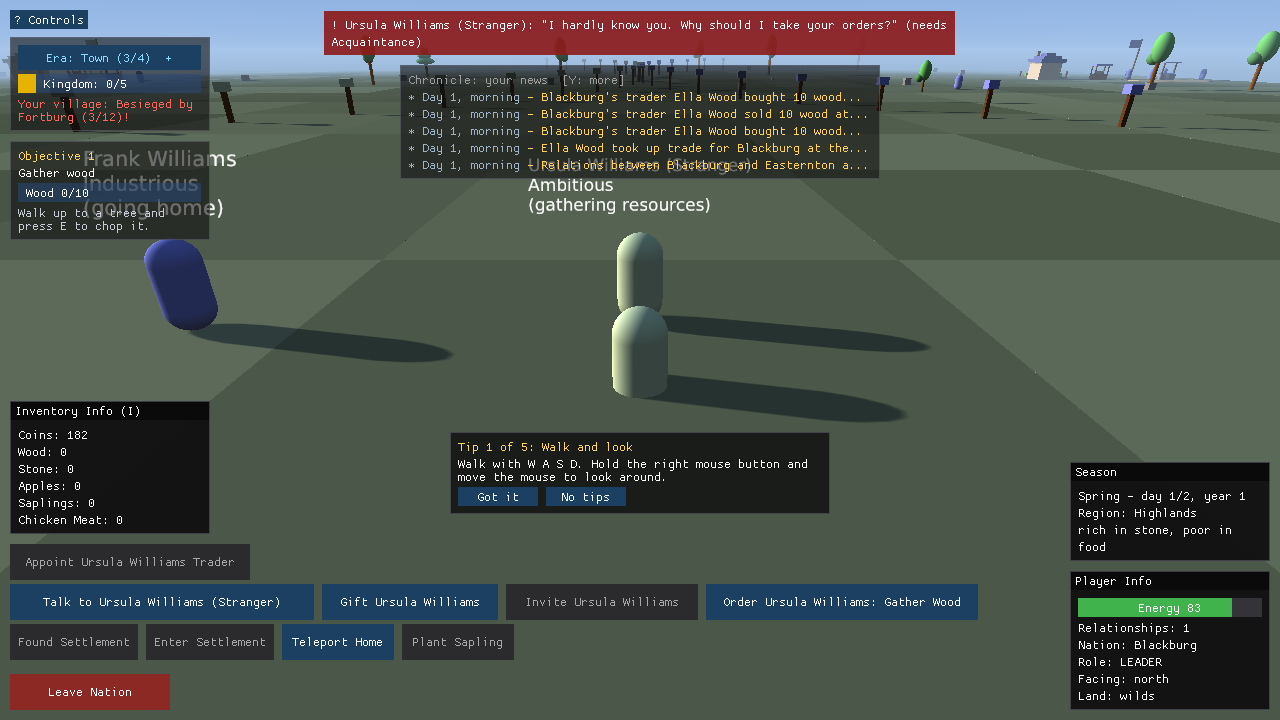 ? Controls
! Ursula Williams (Stranger): "I hardly know you. Why should I take your orders?" (needs
Acquaintance)
Era: Town (3/4) +
Kingdom: 0/5
Your village: Besieged by
Fortburg (3/12)!
Chronicle: your news [Y: more]
* Day 1, morning - Blackburg's trader Ella Wood bought 10 wood...
* Day 1, morning - Blackburg's trader Ella Wood sold 10 wood at...
* Day 1, morning - Blackburg's trader Ella Wood bought 10 wood...
* Day 1, morning - Ella Wood took up trade for Blackburg at the...
* Day 1, morning - Relations between Blackburg and Easternton a...
Objective 1
Gather wood
Wood 0/10
Walk up to a tree and
press E to chop it.
Frank Williams
Industrious
(going home)
Ursula Williams (Stranger)
Ambitious
(gathering resources)
Inventory Info (I)
Coins: 182
Wood: 0
Stone: 0
Apples: 0
Saplings: 0
Chicken Meat: 0
Tip 1 of 5: Walk and look
Walk with W A S D. Hold the right mouse button and
move the mouse to look around.
Got it
No tips
Season
Spring - day 1/2, year 1
Region: Highlands
rich in stone, poor in
food
Appoint Ursula Williams Trader
Talk to Ursula Williams (Stranger)
Gift Ursula Williams
Invite Ursula Williams
Order Ursula Williams: Gather Wood
Found Settlement
Enter Settlement
Teleport Home
Plant Sapling
Leave Nation
Player Info
Energy 83
Relationships: 1
Nation: Blackburg
Role: LEADER
Facing: north
Land: wilds